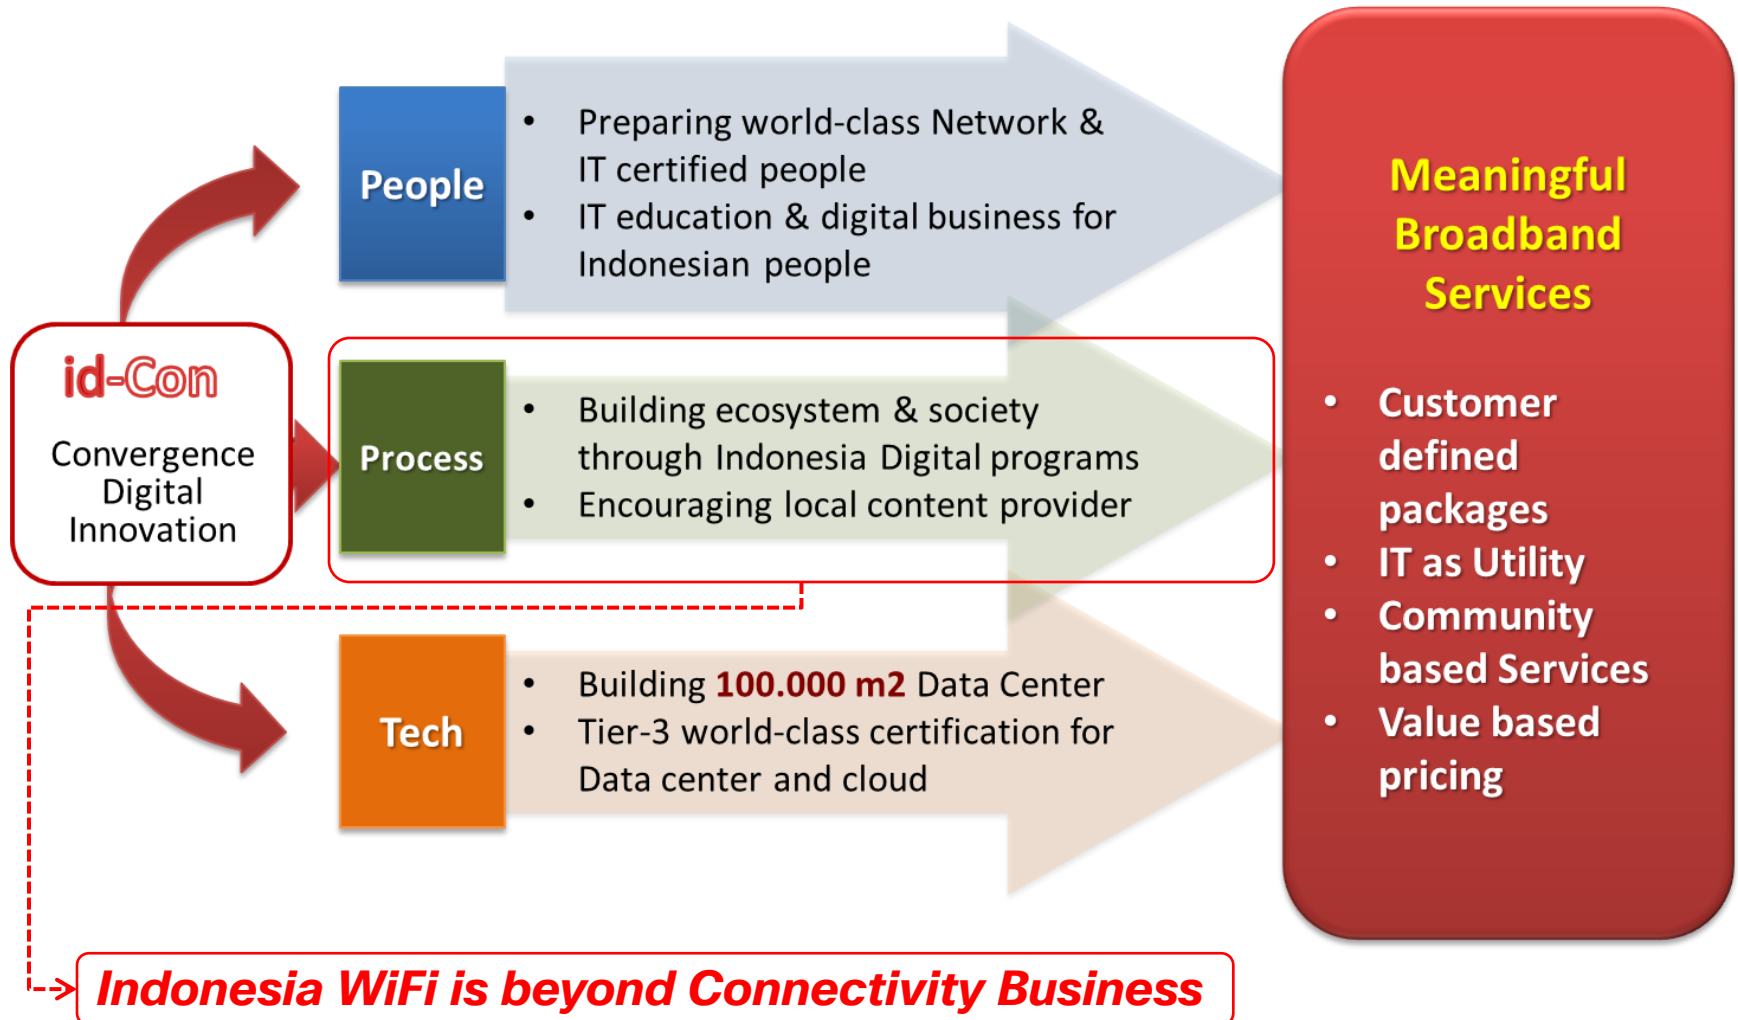 id-Con
Convergence
Digital
Innovation
People
• Preparing world-class Network &
IT certified people
• IT education & digital business for
Indonesian people
Process
• Building ecosystem & society
through Indonesia Digital programs
• Encouraging local content provider
Tech
• Building 100.000 m2 Data Center
• Tier-3 world-class certification for
Data center and cloud
Meaningful
Broadband
Services
• Customer
defined
packages
• IT as Utility
• Community
based Services
• Value based
pricing
Indonesia WiFi is beyond Connectivity Business